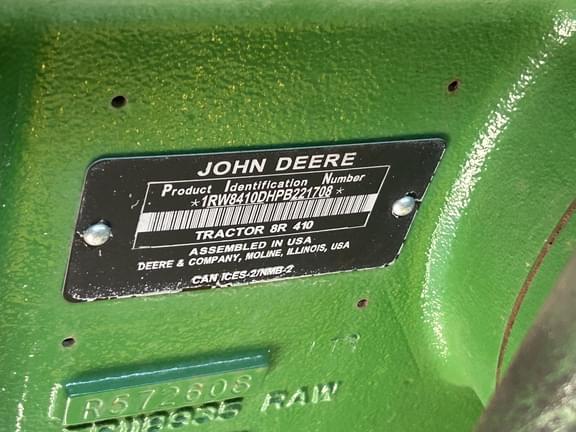 JOHN DEERE
Product Identification Number
*1RW8410DHPB221708*
TRACTOR 8R 410
ASSEMBLED IN USA
DEERE & COMPANY, MOLINE, ILLINOIS, USA
CAN ICES-2/NMB-2
R572608
RAW